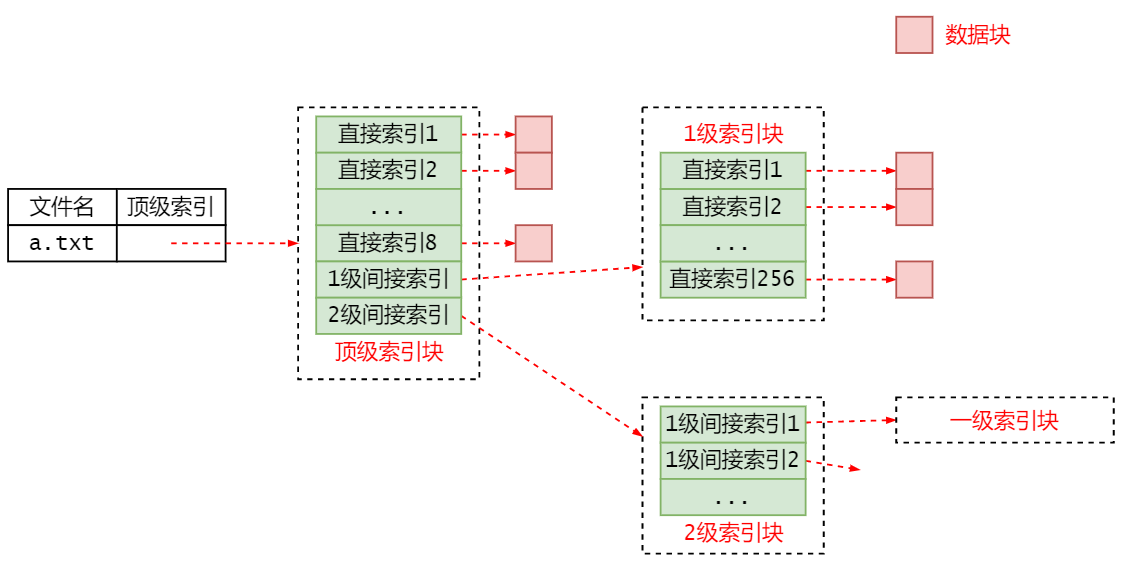 数据块
文件名 顶级索引
a.txt
直接索引1
直接索引2
...
直接索引8
1级间接索引
2级间接索引
顶级索引块
1级索引块
直接索引1
直接索引2
...
直接索引256
1级间接索引1
1级间接索引2
...
2级索引块
一级索引块